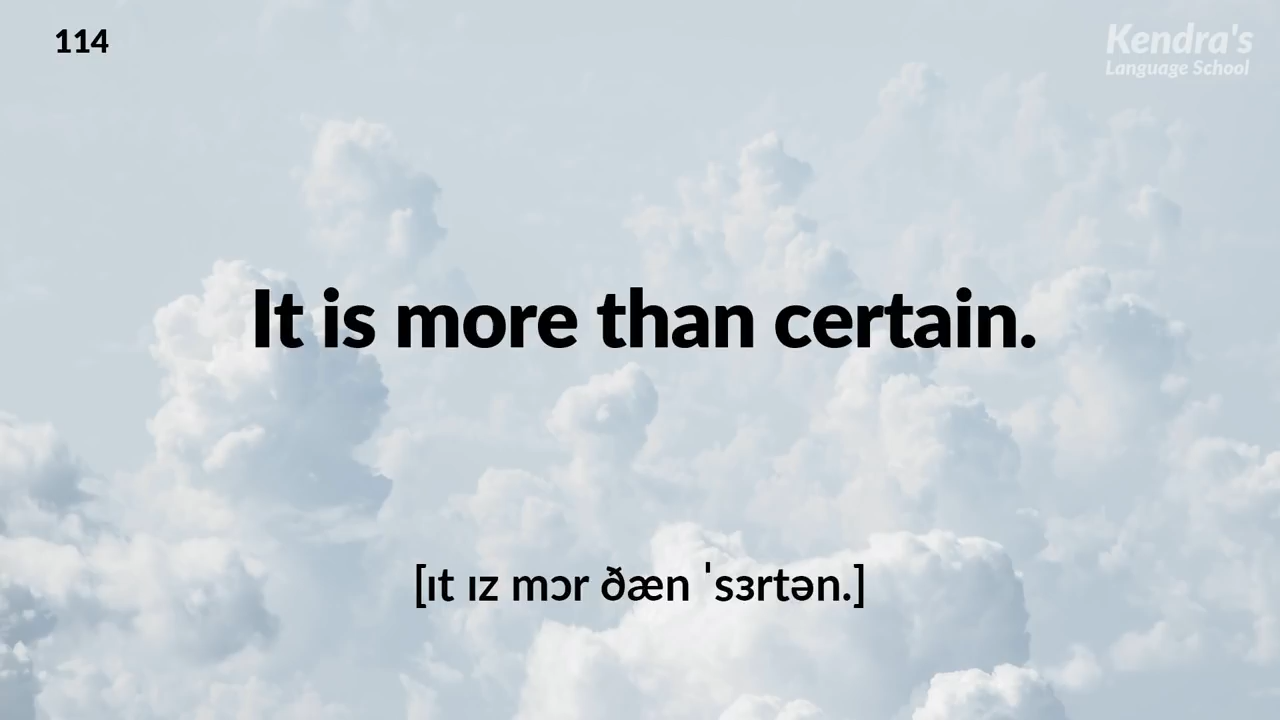 114
Kendra's
Language School
It is more than certain.
[ɪt ɪz mɔr ðæn ˈsɜrtən.]